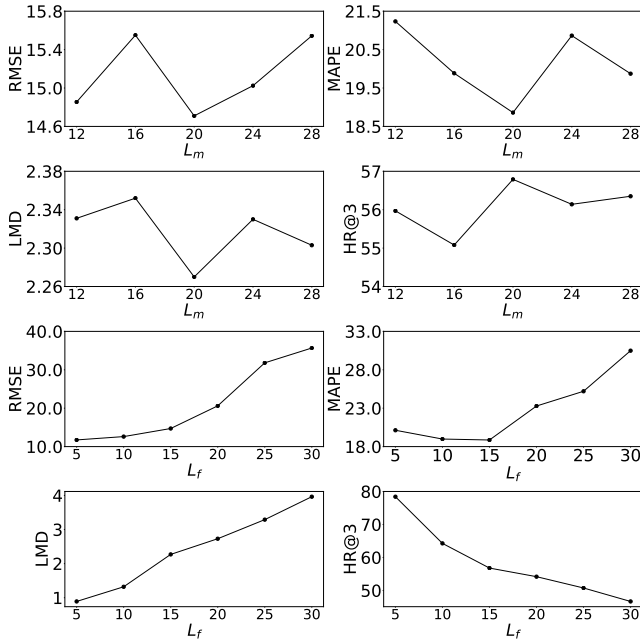 RMSE
15.8
15.4
15.0
14.6
12 16 20 24 28
L_m
MAPE
21.5
20.5
19.5
18.5
12 16 20 24 28
L_m
LMD
2.38
2.34
2.30
2.26
12 16 20 24 28
L_m
HR@3
57
56
55
54
12 16 20 24 28
L_m
RMSE
40.0
30.0
20.0
10.0
5 10 15 20 25 30
L_f
MAPE
33.0
28.0
23.0
18.0
5 10 15 20 25 30
L_f
LMD
4
3
2
1
5 10 15 20 25 30
L_f
HR@3
80
70
60
50
5 10 15 20 25 30
L_f